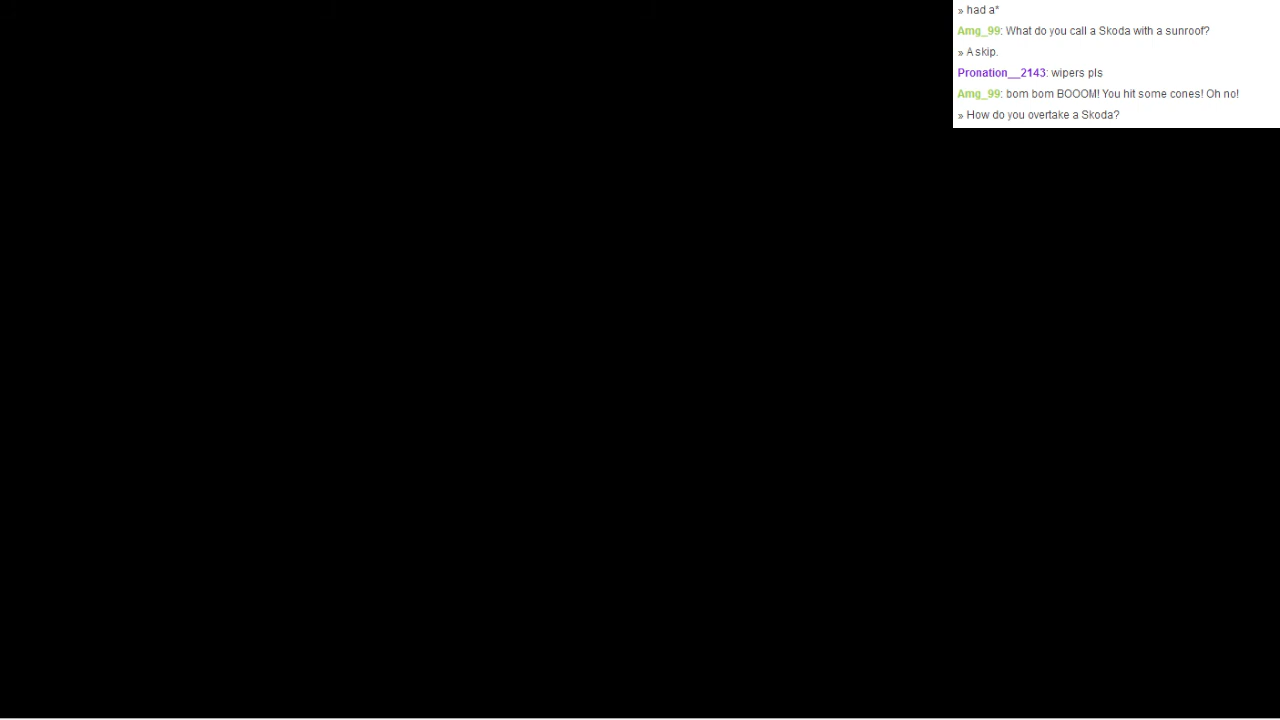 » had a*
Amg_99: What do you call a Skoda with a sunroof?
» A skip.
Pronation__2143: wipers pls
Amg_99: bom bom BOOOM! You hit some cones! Oh no!
» How do you overtake a Skoda?